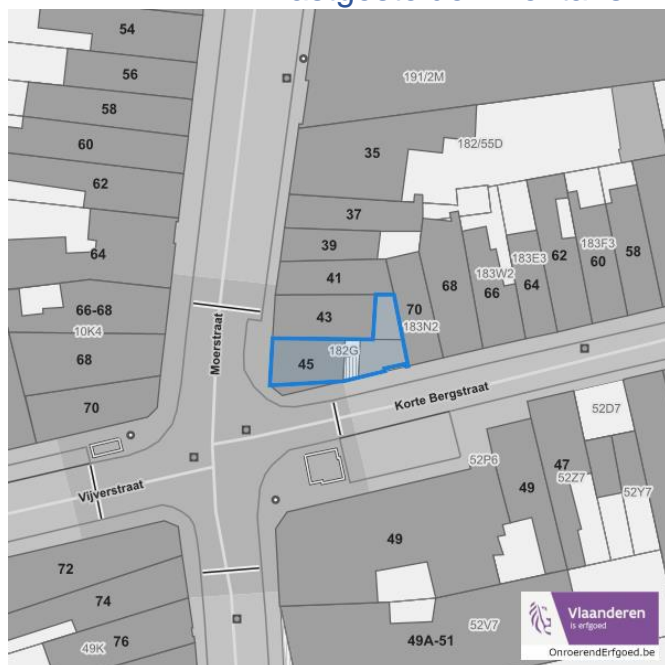 54
191/2M
56
58
60
35
182/55D
62
37
64
39
183F3
62
60
58
183E3
68
66
64
183W2
41
70
66-68
10K4
43
183N2
Moerstraat
68
182G
45
Korte Bergstraat
70
52D7
Vijverstraat
52P6
47
52Z7
49
52Y7
49
72
74
76
49K
52V7
49A-51
Vlaanderen
is erfgoed
OnroerendErfgoed.be